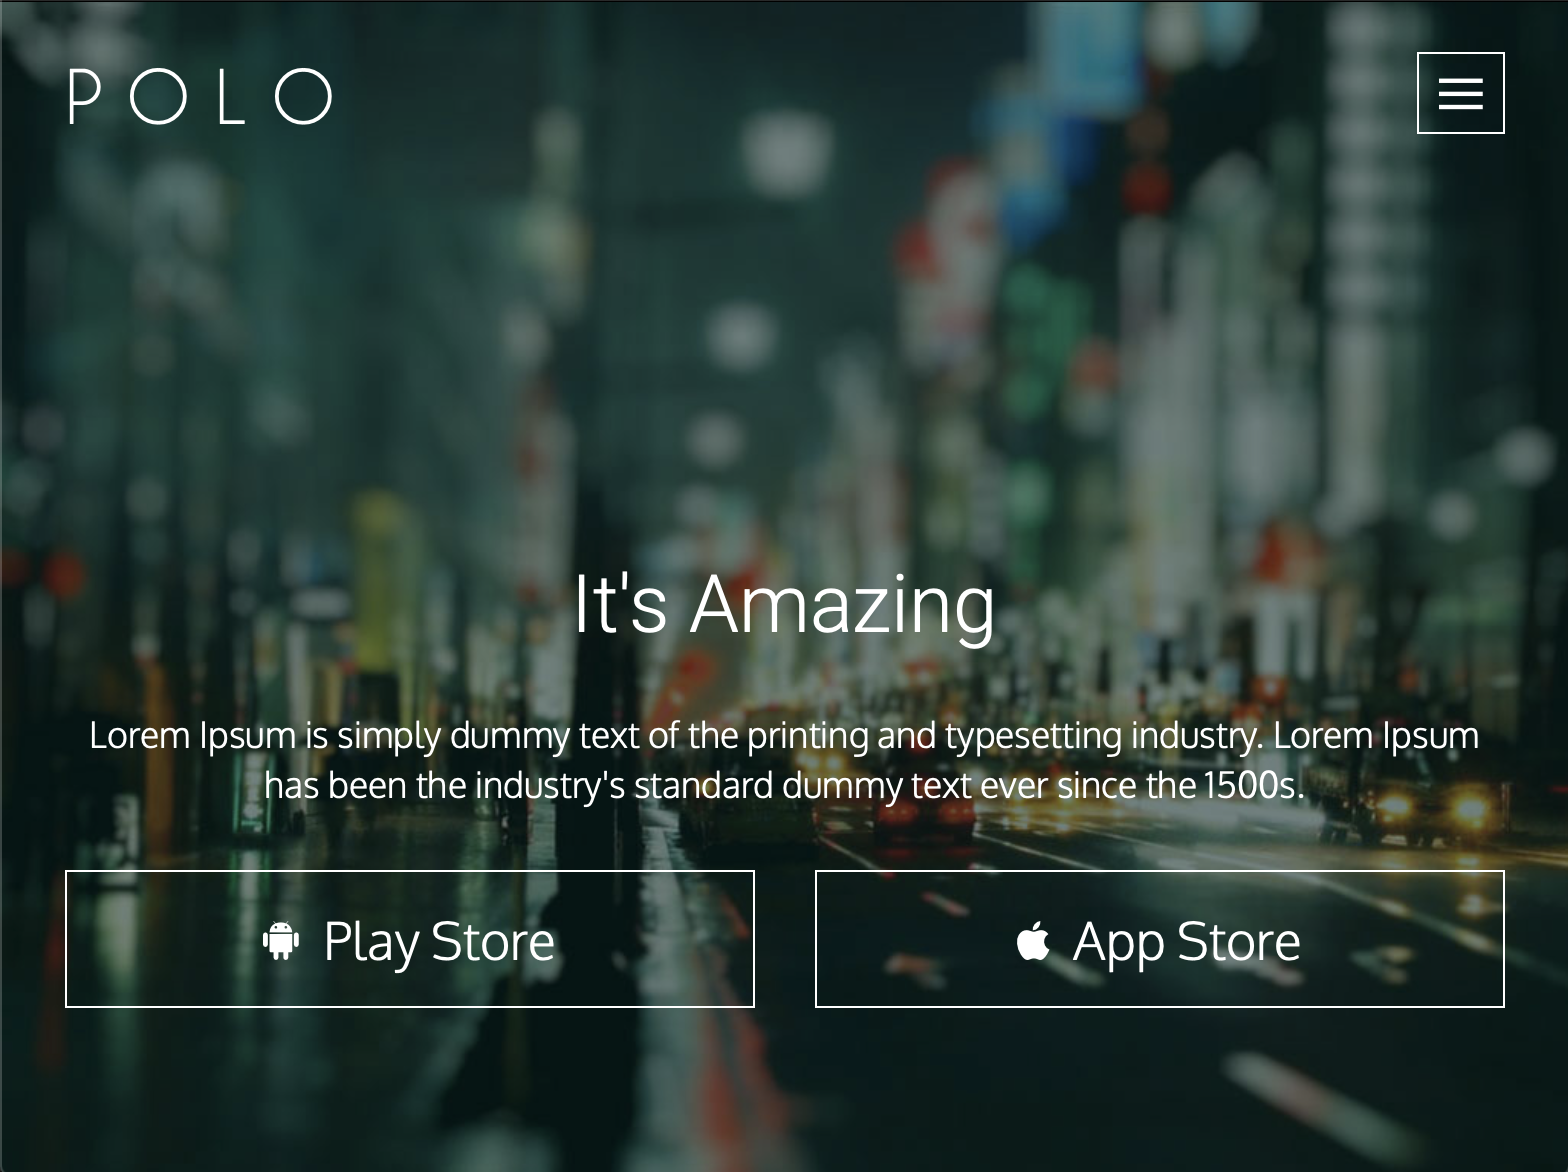 POLO
It's Amazing
Lorem Ipsum is simply dummy text of the printing and typesetting industry. Lorem Ipsum
has been the industry's standard dummy text ever since the 1500s.
Play Store
App Store